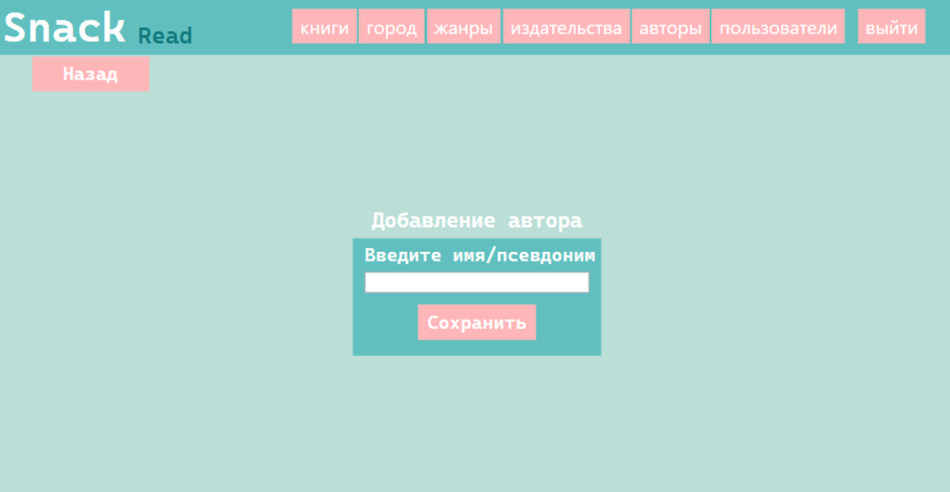 Snack Read
книги город жанры издательства авторы пользователи выйти
Назад
Добавление автора
Введите имя/псевдоним
Сохранить